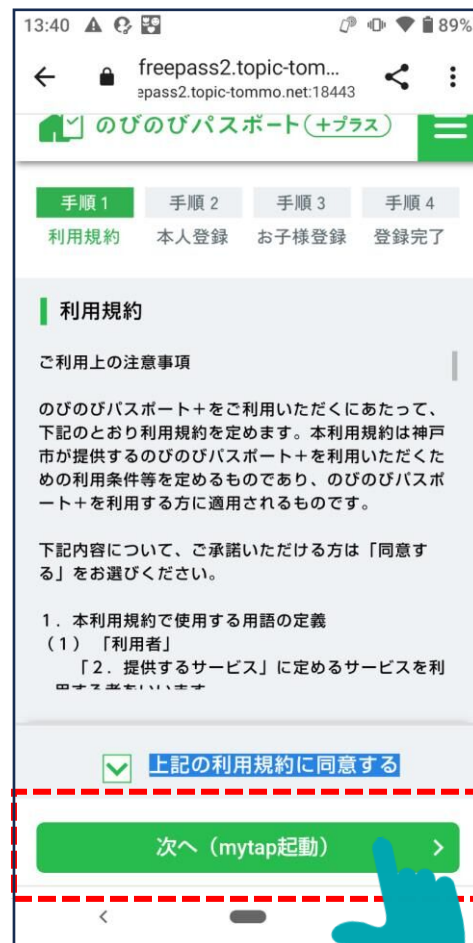 13:40
89%
freepass2.topic-tom...
epass2.topic-tommo.net:18443
のびのびパスポート(+プラス)
手順1 手順2 手順3 手順4
利用規約 本人登録 お子様登録 登録完了
利用規約
ご利用上の注意事項
のびのびパスポート+をご利用いただくにあたって、
下記のとおり利用規約を定めます。本利用規約は神戸
市が提供するのびのびパスポート+を利用いただくた
めの利用条件等を定めるものであり、のびのびパスポ
ート+を利用する方に適用されるものです。
下記内容について、ご承諾いただける方は「同意す
る」をお選びください。
1.本利用規約で使用する用語の定義
(1)「利用者」
「2.提供するサービス」に定めるサービスを利
用する者をいいます
上記の利用規約に同意する
次へ(mytap起動)